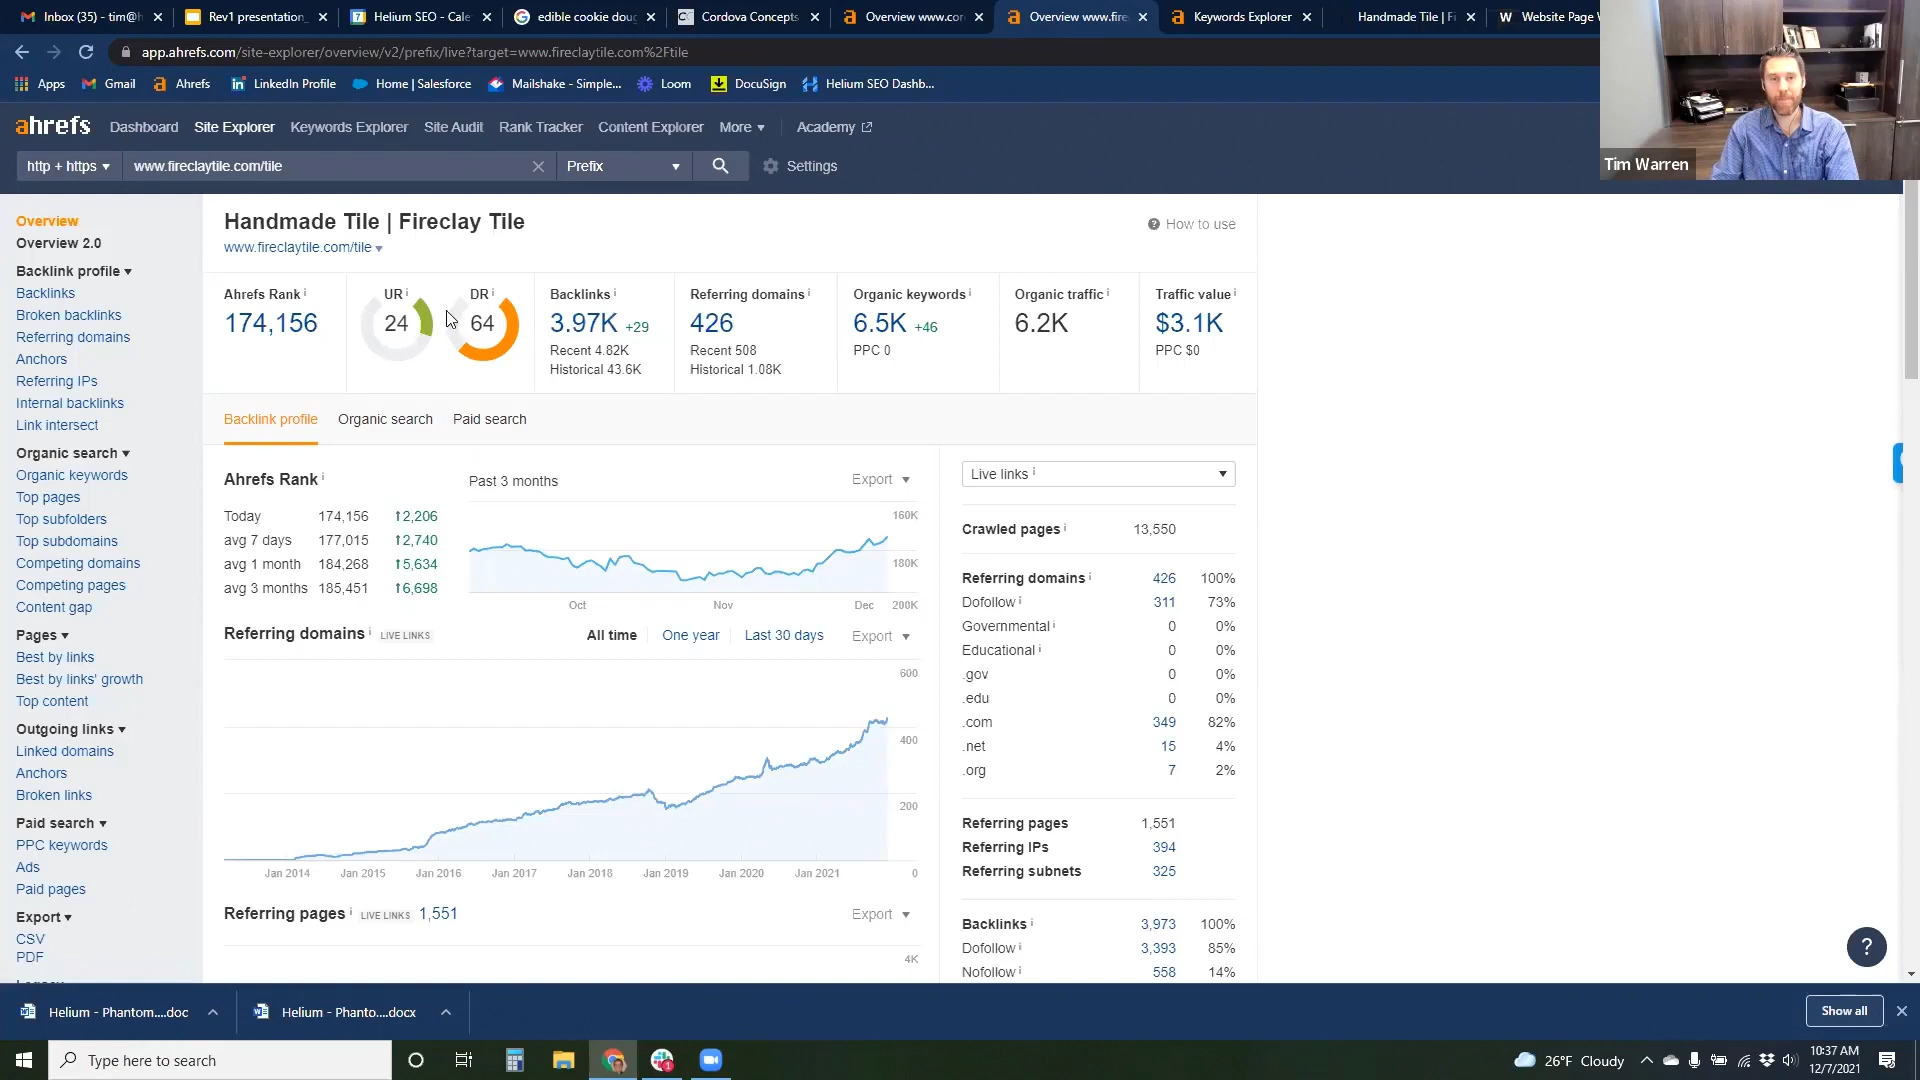 Inbox (35) - tim@h
Rev1 presentation
Helium SEO - Cale
edible cookie doug
Cordova Concepts
Overview www.cor
Overview www.fire
Keywords Explorer
Handmade Tile | Fi
Website Page
app.ahrefs.com/site-explorer/overview/v2/prefix/live?target=www.fireclaytile.com%2Ftile
Apps
Gmail
Ahrefs
LinkedIn Profile
Home | Salesforce
Mailshake - Simple...
Loom
DocuSign
Helium SEO Dashb...
ahrefs
Dashboard
Site Explorer
Keywords Explorer
Site Audit
Rank Tracker
Content Explorer
More
Academy
Tim Warren
http + https
www.fireclaytile.com/tile
Prefix
Settings
Overview
Overview 2.0
Backlink profile
Backlinks
Broken backlinks
Referring domains
Anchors
Referring IPs
Internal backlinks
Link intersect
Organic search
Organic keywords
Top pages
Top subfolders
Top subdomains
Competing domains
Competing pages
Content gap
Pages
Best by links
Best by links' growth
Top content
Outgoing links
Linked domains
Anchors
Broken links
Paid search
PPC keywords
Ads
Paid pages
Export
CSV
PDF
Handmade Tile | Fireclay Tile
www.fireclaytile.com/tile
How to use
Ahrefs Rank
174,156
UR
24
DR
64
Backlinks
3.97K +29
Recent 4.82K
Historical 43.6K
Referring domains
426
Recent 508
Historical 1.08K
Organic keywords
6.5K +46
PPC 0
Organic traffic
6.2K
Traffic value
$3.1K
PPC $0
Backlink profile
Organic search
Paid search
Ahrefs Rank
Past 3 months
Export
Today 174,156 ↑2,206
avg 7 days 177,015 ↑2,740
avg 1 month 184,268 ↑5,634
avg 3 months 185,451 ↑6,698
160K
180K
Oct Nov Dec 200K
Referring domains LIVE LINKS
All time One year Last 30 days Export
600
400
200
Jan 2014 Jan 2015 Jan 2016 Jan 2017 Jan 2018 Jan 2019 Jan 2020 Jan 2021 0
Referring pages LIVE LINKS 1,551
Export
4K
Live links
Crawled pages 13,550
Referring domains 426 100%
Dofollow 311 73%
Governmental 0 0%
Educational 0 0%
.gov 0 0%
.edu 0 0%
.com 349 82%
.net 15 4%
.org 7 2%
Referring pages 1,551
Referring IPs 394
Referring subnets 325
Backlinks 3,973 100%
Dofollow 3,393 85%
Nofollow 558 14%
?
Helium - Phantom....doc
Helium - Phanto....docx
Show all
Type here to search
26°F Cloudy
10:37 AM
12/7/2021